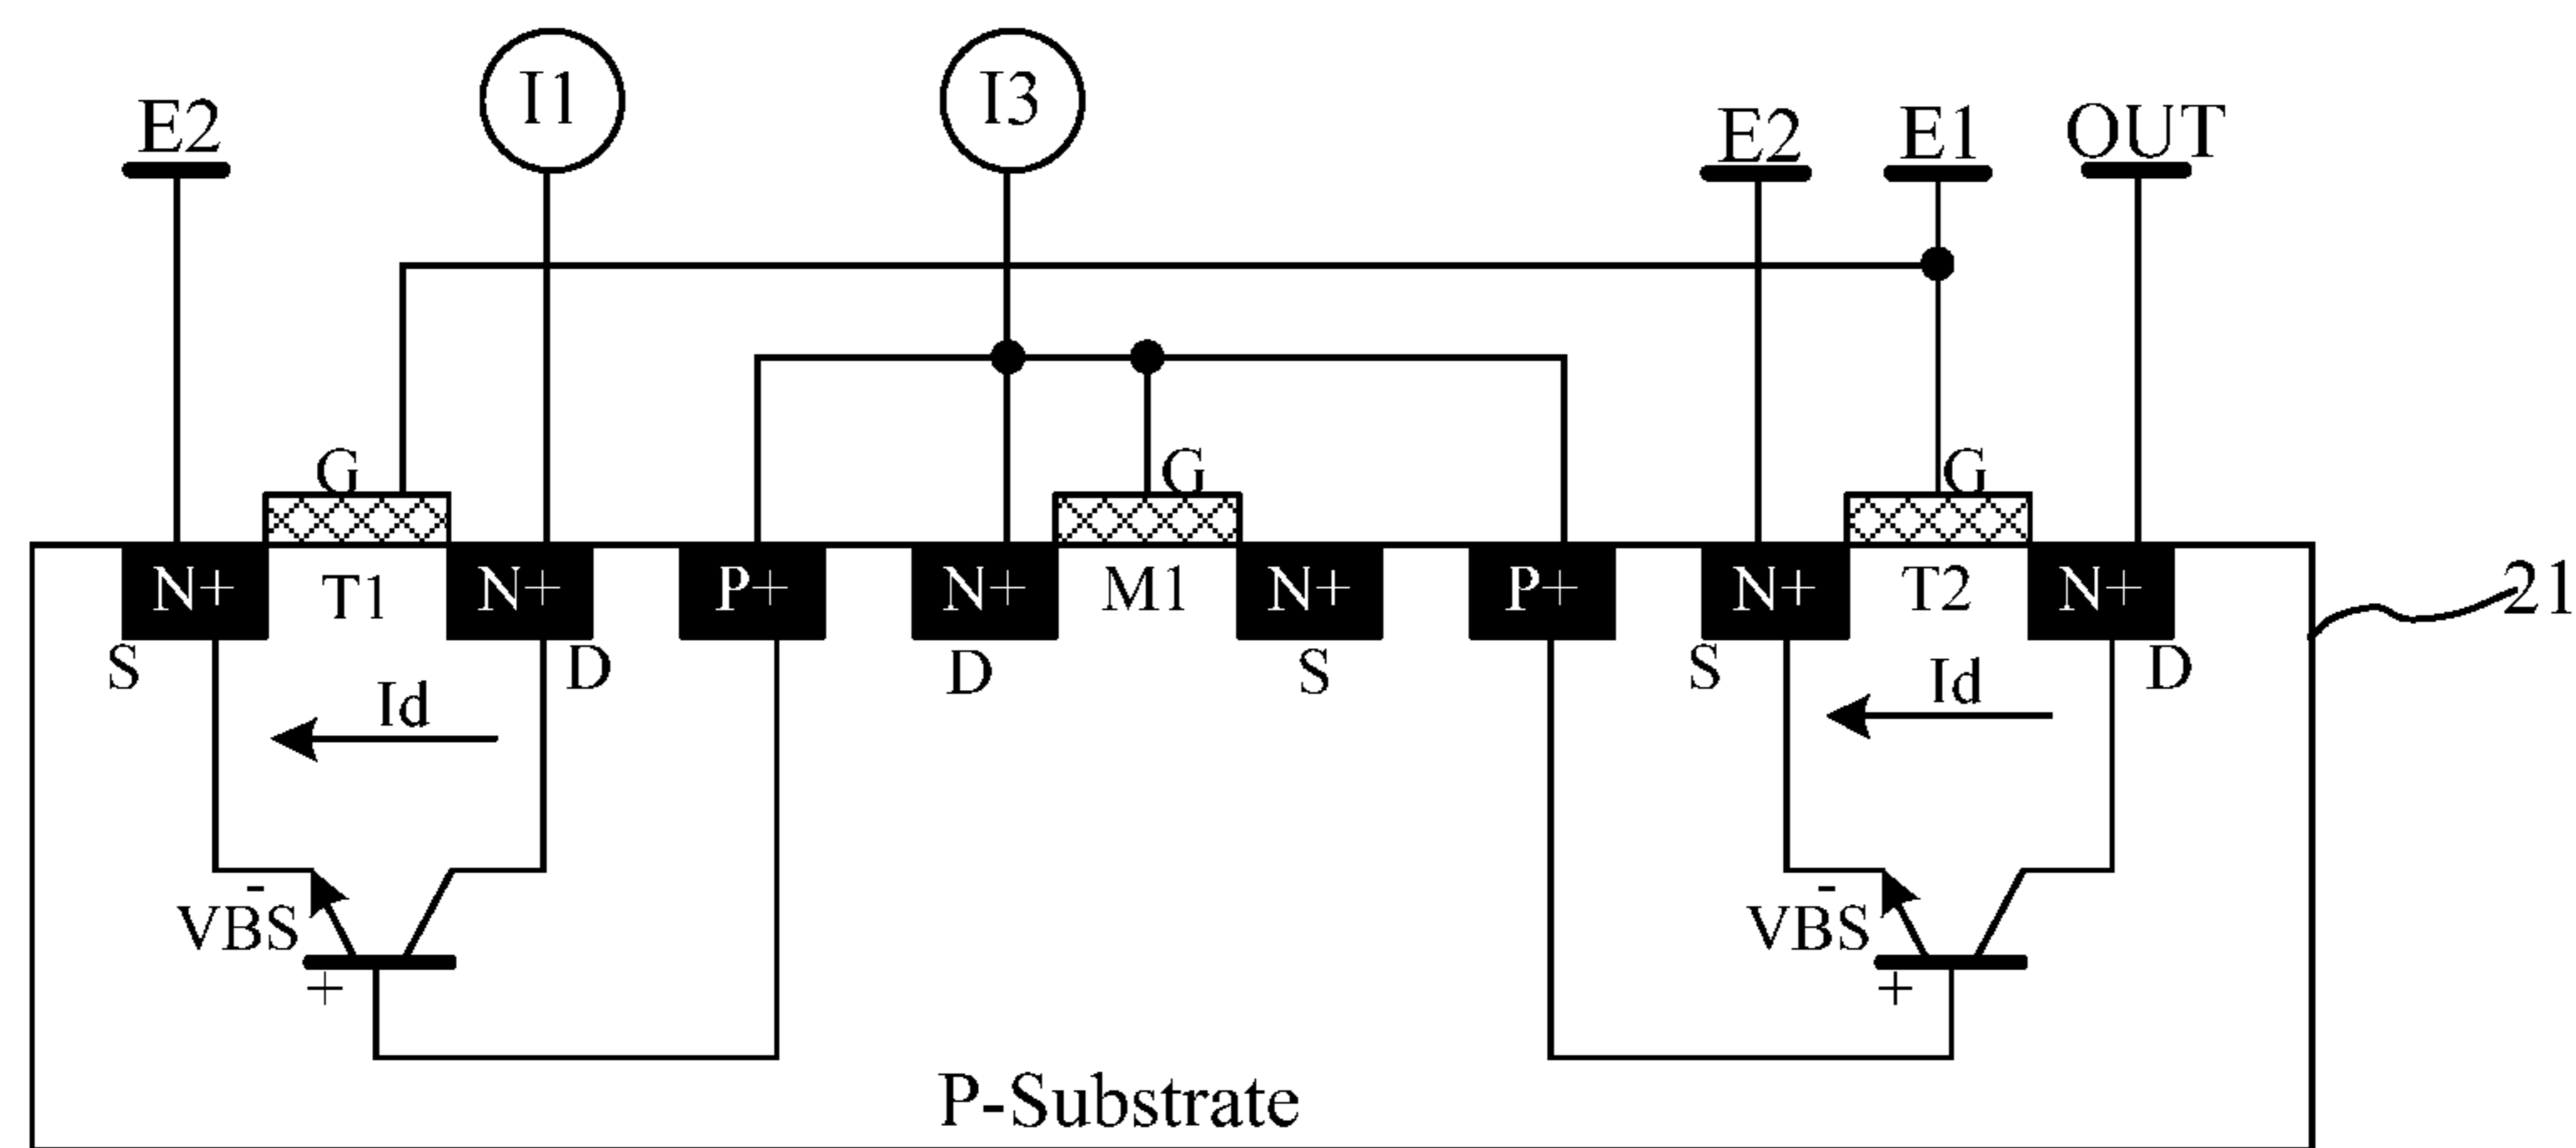 I1 I3
E2 E2 E1 OUT
G G G
N+ T1 N+ P+ N+ M1 N+ P+ N+ T2 N+ 21
S D D S S D
Id Id
- -
VBS VBS
+ +
P-Substrate